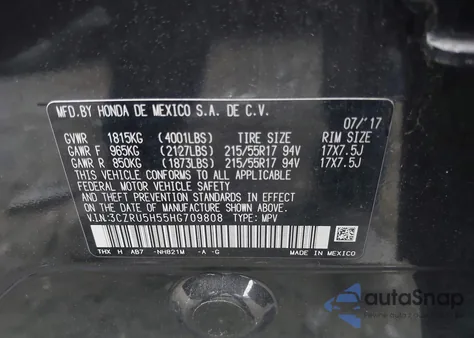 MFD.BY HONDA DE MEXICO S.A. DE C.V.
07/'17
GVWR 1815KG (4001LBS) TIRE SIZE RIM SIZE
GAWR F 965KG (2127LBS) 215/55R17 94V 17X7.5J
GAWR R 850KG (1873LBS) 215/55R17 94V 17X7.5J
THIS VEHICLE CONFORMS TO ALL APPLICABLE
FEDERAL MOTOR VEHICLE SAFETY, BUMPER,
AND THEFT PREVENTION STANDARDS IN EFFECT
ON THE DATE OF MANUFACTURE SHOWN ABOVE.
V.I.N:3CZRU5H55HG709808 TYPE: MPV
THX H AB7 -NH821M -A -G MADE IN MEXICO
autaSnap